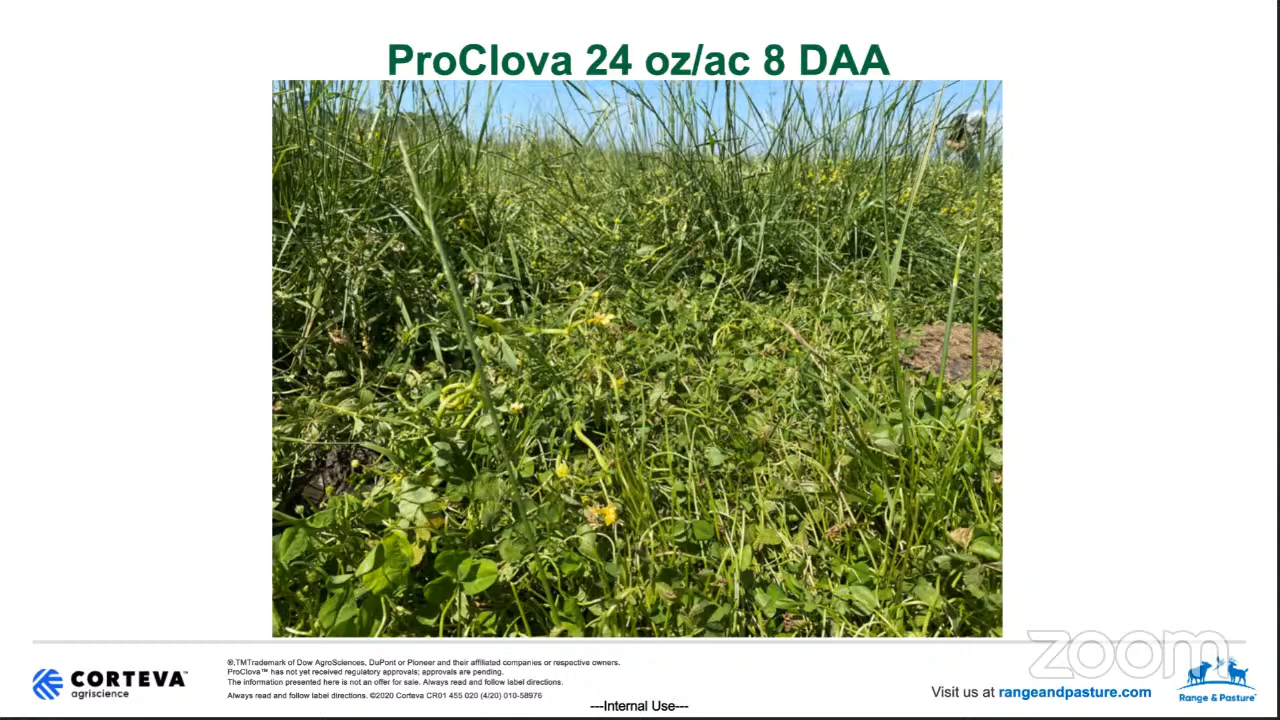 ProClova 24 oz/ac 8 DAA
zoom
CORTEVA™
agriscience
®,TMTrademark of Dow AgroSciences, DuPont or Pioneer and their affiliated companies or respective owners.
ProClova™ has not yet received regulatory approvals; approvals are pending.
The information presented here is not an offer for sale. Always read and follow label directions.
Always read and follow label directions. ©2020 Corteva CR01 455 020 (4/20) 010-58976
---Internal Use---
Visit us at rangeandpasture.com
Range & Pasture™